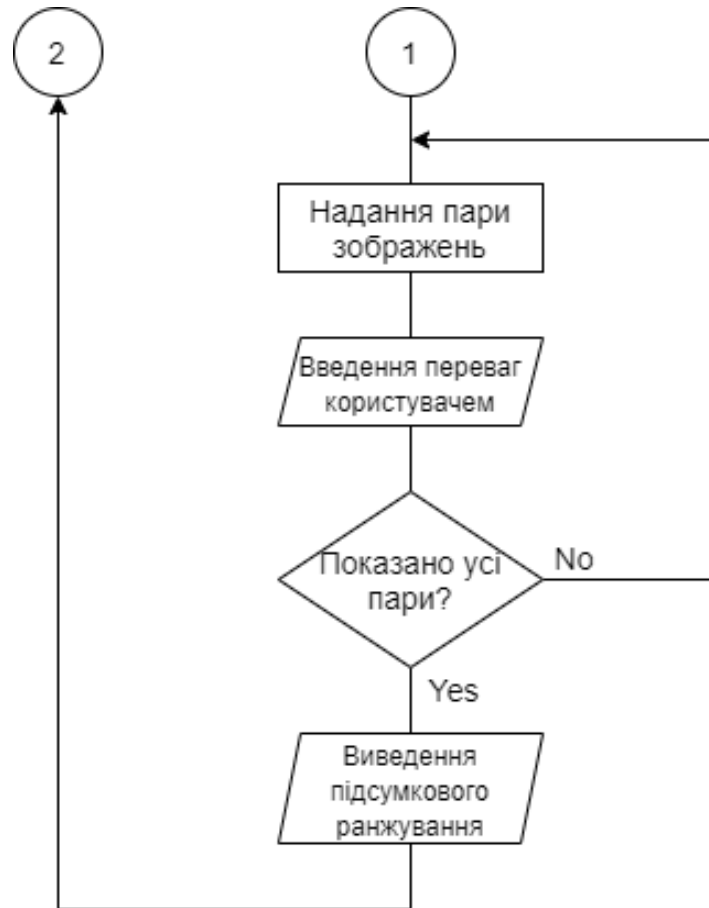 2
1
Надання пари
зображень
Введення переваг
користувачем
Показано усі
пари?
No
Yes
Виведення
підсумкового
ранжування